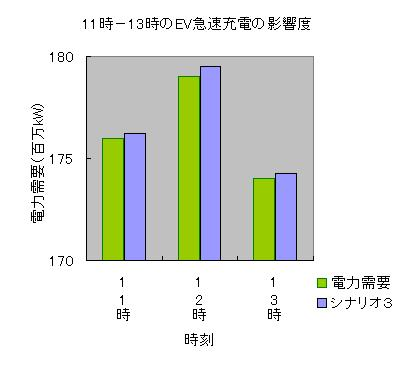 11時－13時のEV急速充電の影響度
電力需要（百万kW）
180
175
170
11時
12時
13時
時刻
電力需要
シナリオ3